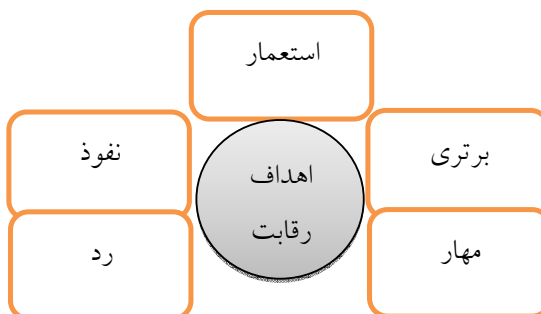 استعمار
برتری
نفوذ
اهداف
رقابت
مهار
رد